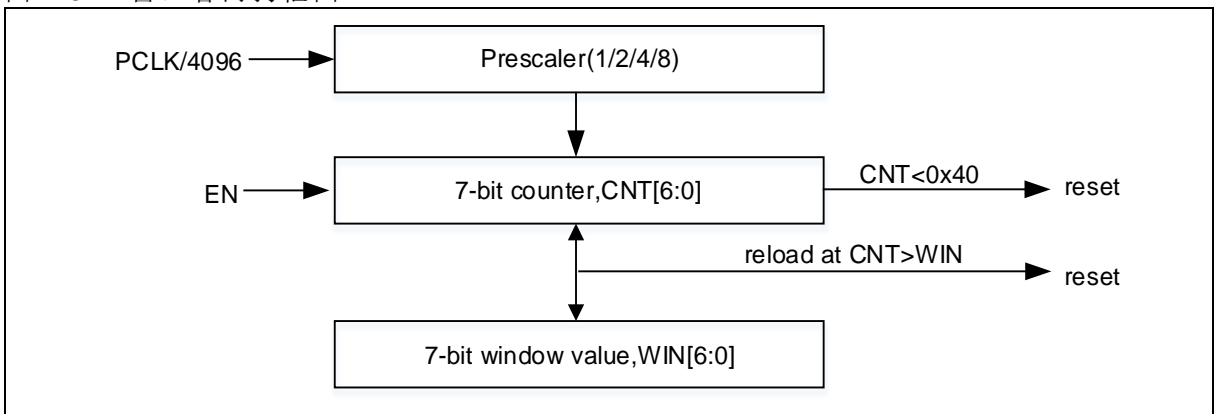 PCLK/4096
Prescaler(1/2/4/8)
EN
7-bit counter,CNT[6:0]
CNT<0x40
reset
reload at CNT>WIN
reset
7-bit window value,WIN[6:0]